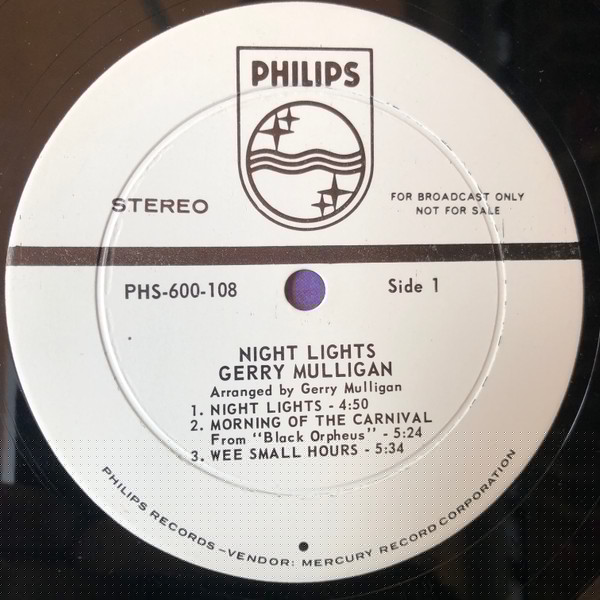 PHILIPS
STEREO
FOR BROADCAST ONLY
NOT FOR SALE
PHS-600-108
Side 1
NIGHT LIGHTS
GERRY MULLIGAN
Arranged by Gerry Mulligan
1. NIGHT LIGHTS - 4:50
2. MORNING OF THE CARNIVAL
From "Black Orpheus" - 5:24
3. WEE SMALL HOURS - 5:34
PHILIPS RECORDS – VENDOR: MERCURY RECORD CORPORATION